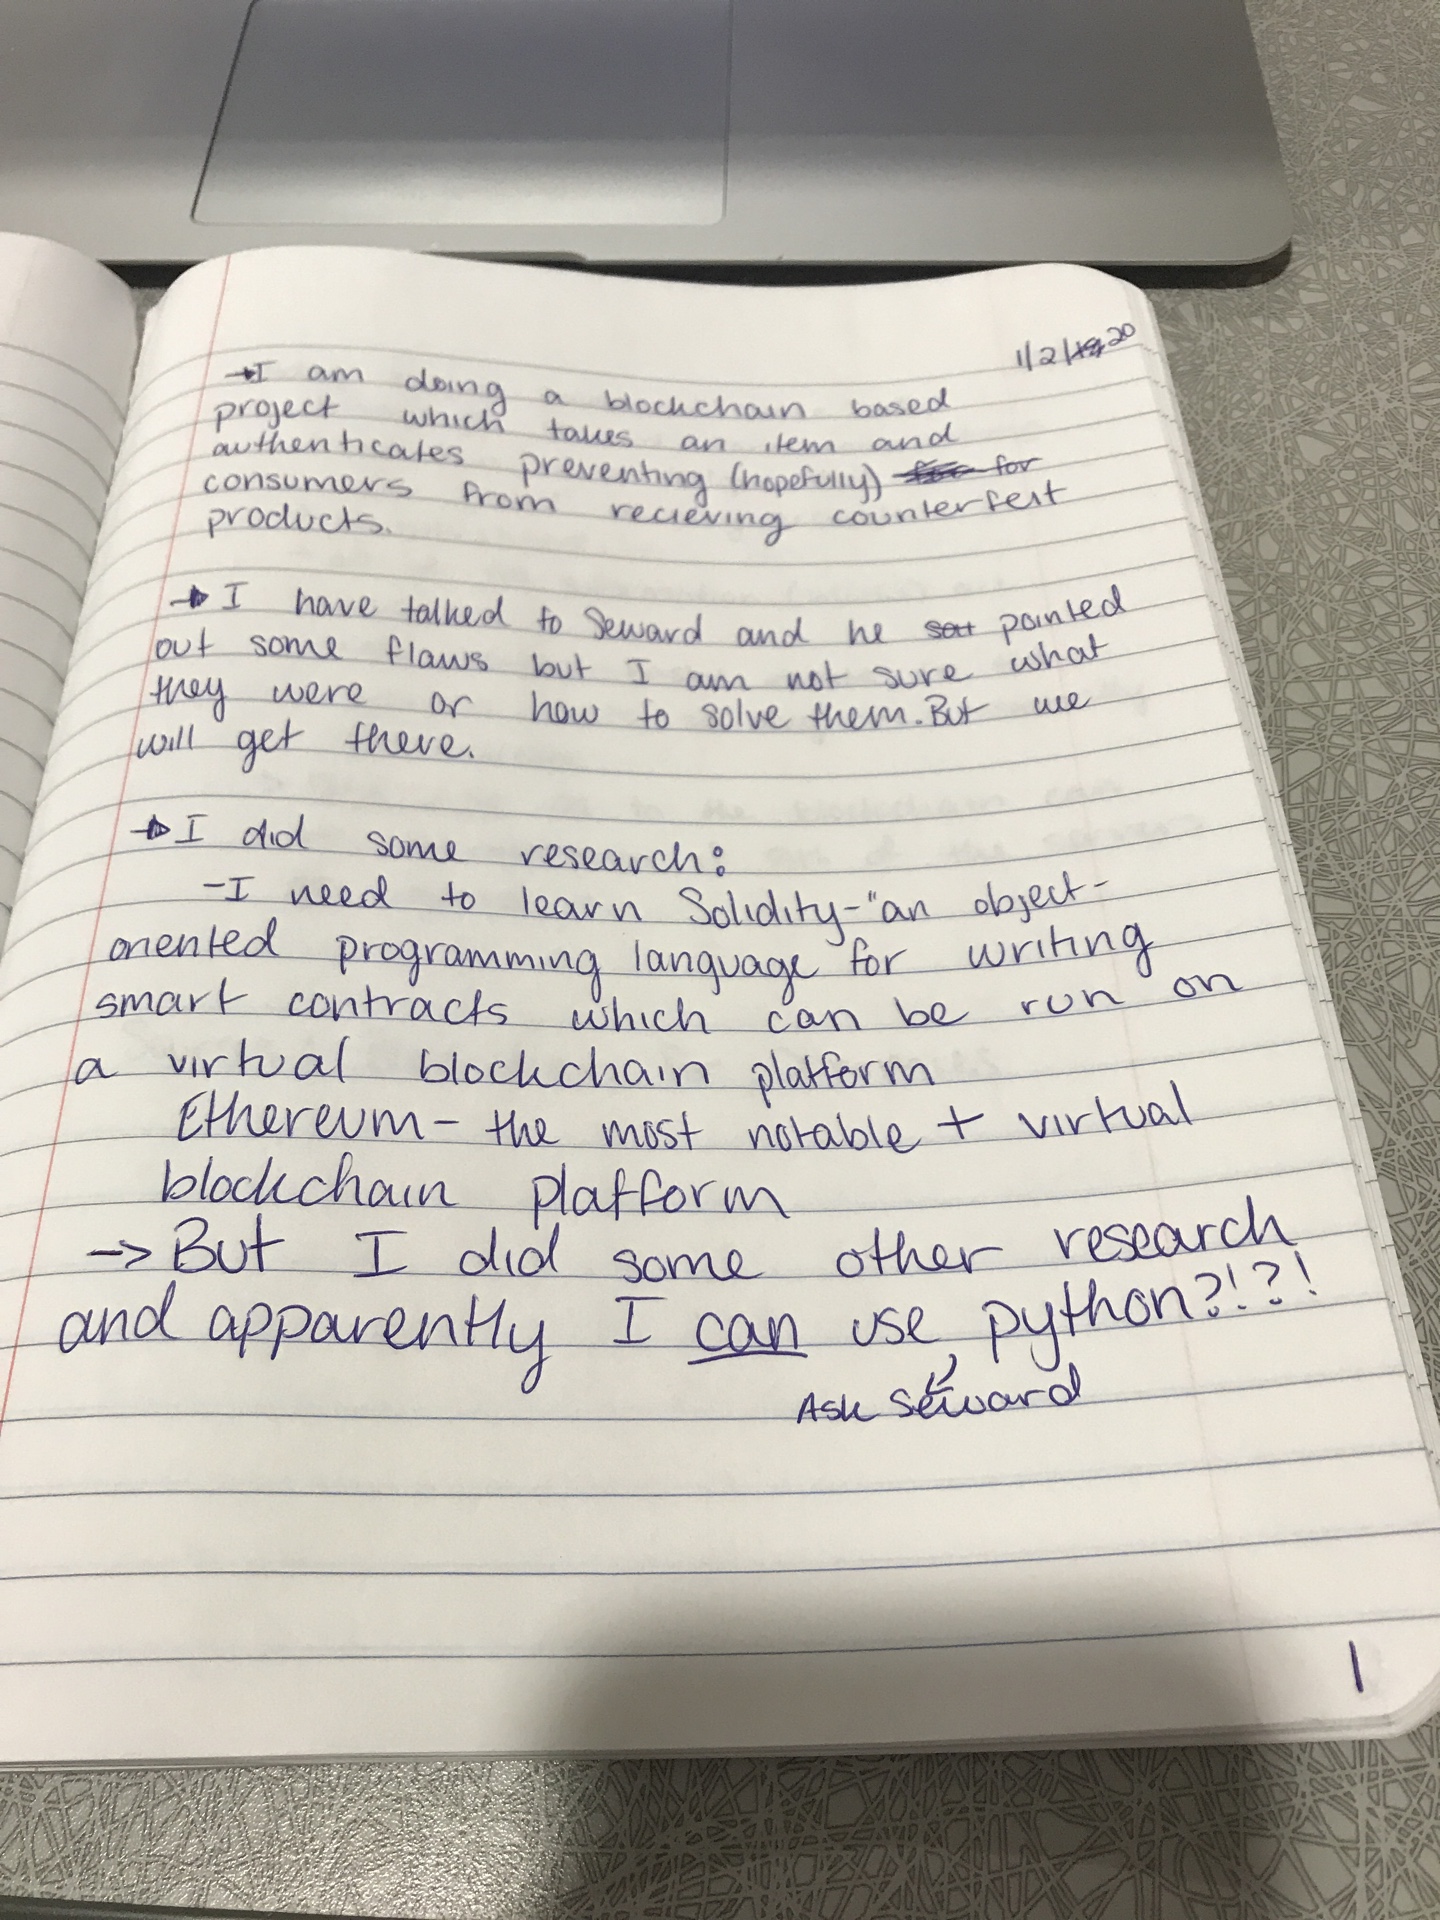 1/2/19 20
→I am doing a blockchain based
project which takes an item and
authenticates preventing (hopefully) for
consumers from recieving counterfeit
products.
→I have talked to Seward and he pointed
out some flaws but I am not sure what
they were or how to solve them. But we
will get there.
→I did some research:
-I need to learn Solidity-"an object-
oriented programming language for writing
smart contracts which can be run on
a virtual blockchain platform
Ethereum- the most notable + virtual
blockchain platform
-> But I did some other research
and apparently I can use python?!?!
Ask Seward
1